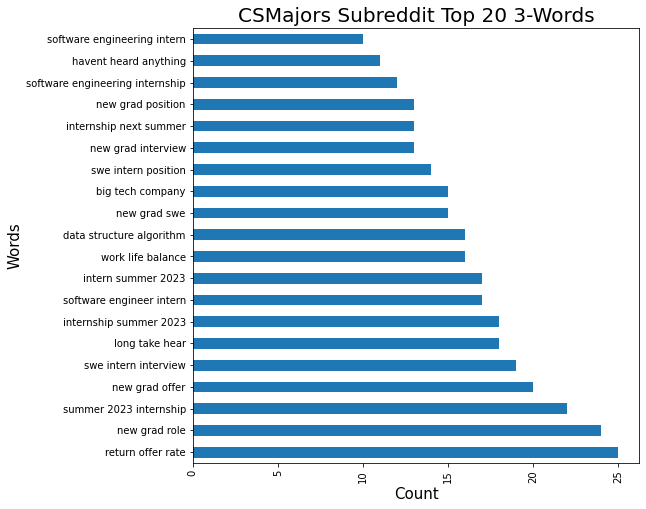 CSMajors Subreddit Top 20 3-Words
software engineering intern
havent heard anything
software engineering internship
new grad position
internship next summer
new grad interview
swe intern position
big tech company
new grad swe
data structure algorithm
work life balance
intern summer 2023
software engineer intern
internship summer 2023
long take hear
swe intern interview
new grad offer
summer 2023 internship
new grad role
return offer rate
Words
0 5 10 15 20 25
Count